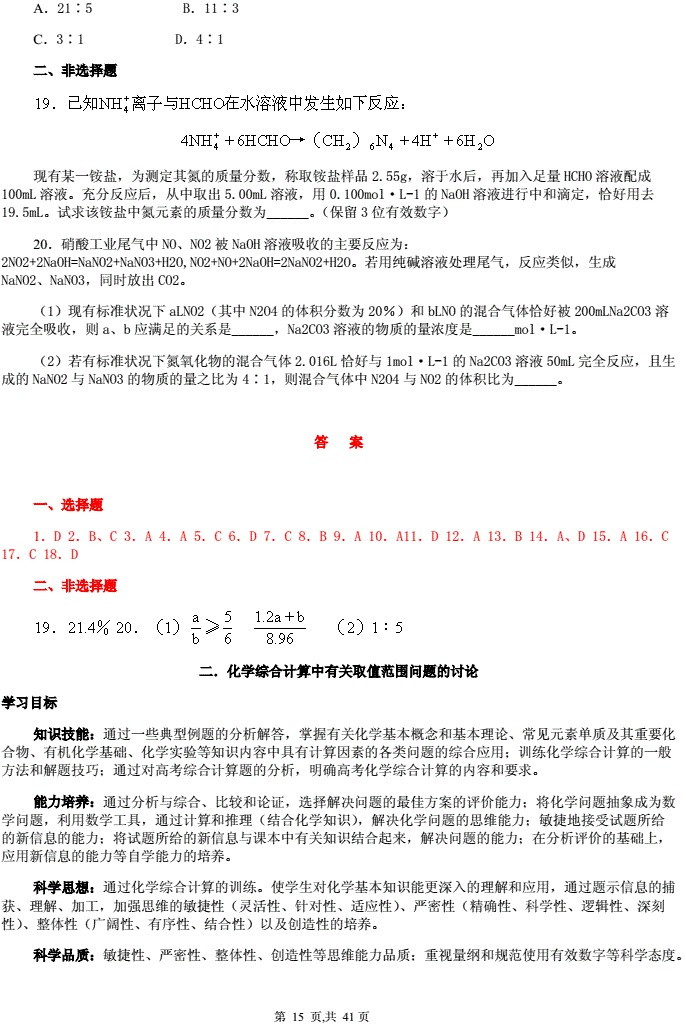 A. 21∶5 B. 11∶3
C. 3∶1 D. 4∶1
二、非选择题
19. 已知NH₄⁺离子与HCHO在水溶液中发生如下反应:
4NH₄⁺+6HCHO→(CH₂)₆N₄+4H⁺+6H₂O
现有某一铵盐,为测定其氮的质量分数,称取铵盐样品2.55g,溶于水后,再加入足量HCHO溶液配成
100mL溶液。充分反应后,从中取出5.00mL溶液,用0.100mol·L-1的NaOH溶液进行中和滴定,恰好用去
19.5mL。试求该铵盐中氮元素的质量分数为______。(保留3位有效数字)
20. 硝酸工业尾气中NO、NO2被NaOH溶液吸收的主要反应为:
2NO2+2NaOH=NaNO2+NaNO3+H2O, NO2+NO+2NaOH=2NaNO2+H2O。若用纯碱溶液处理尾气,反应类似,生成
NaNO2、NaNO3,同时放出CO2。
(1)现有标准状况下aLNO2(其中N2O4的体积分数为20%)和bLNO的混合气体恰好被200mLNa2CO3溶
液完全吸收,则a、b应满足的关系是______,Na2CO3溶液的物质的量浓度是______mol·L-1。
(2)若有标准状况下氮氧化物的混合气体2.016L恰好与1mol·L-1的Na2CO3溶液50mL完全反应,且生
成的NaNO2与NaNO3的物质的量之比为4∶1,则混合气体中N2O4与NO2的体积比为______。
答 案
一、选择题
1. D 2. B、C 3. A 4. A 5. C 6. D 7. C 8. B 9. A 10. A11. D 12. A 13. B 14. A、D 15. A 16. C
17. C 18. D
二、非选择题
19. 21.4% 20. (1) a/b≥5/6 (1.2a+b)/8.96 (2)1∶5
二.化学综合计算中有关取值范围问题的讨论
学习目标
知识技能:通过一些典型例题的分析解答,掌握有关化学基本概念和基本理论、常见元素单质及其重要化
合物、有机化学基础、化学实验等知识内容中具有计算因素的各类问题的综合应用;训练化学综合计算的一般
方法和解题技巧;通过对高考综合计算题的分析,明确高考化学综合计算的内容和要求。
能力培养:通过分析与综合、比较和论证,选择解决问题的最佳方案的评价能力;将化学问题抽象成为数
学问题,利用数学工具,通过计算和推理(结合化学知识),解决化学问题的思维能力;敏捷地接受试题所给
的新信息的能力;将试题所给的新信息与课本中有关知识结合起来,解决问题的能力;在分析评价的基础上,
应用新信息的能力等自学能力的培养。
科学思想:通过化学综合计算的训练。使学生对化学基本知识能更深入的理解和应用,通过题示信息的捕
获、理解、加工,加强思维的敏捷性(灵活性、针对性、适应性)、严密性(精确性、科学性、逻辑性、深刻
性)、整体性(广阔性、有序性、结合性)以及创造性的培养。
科学品质:敏捷性、严密性、整体性、创造性等思维能力品质;重视量纲和规范使用有效数字等科学态度。
第 15 页,共 41页